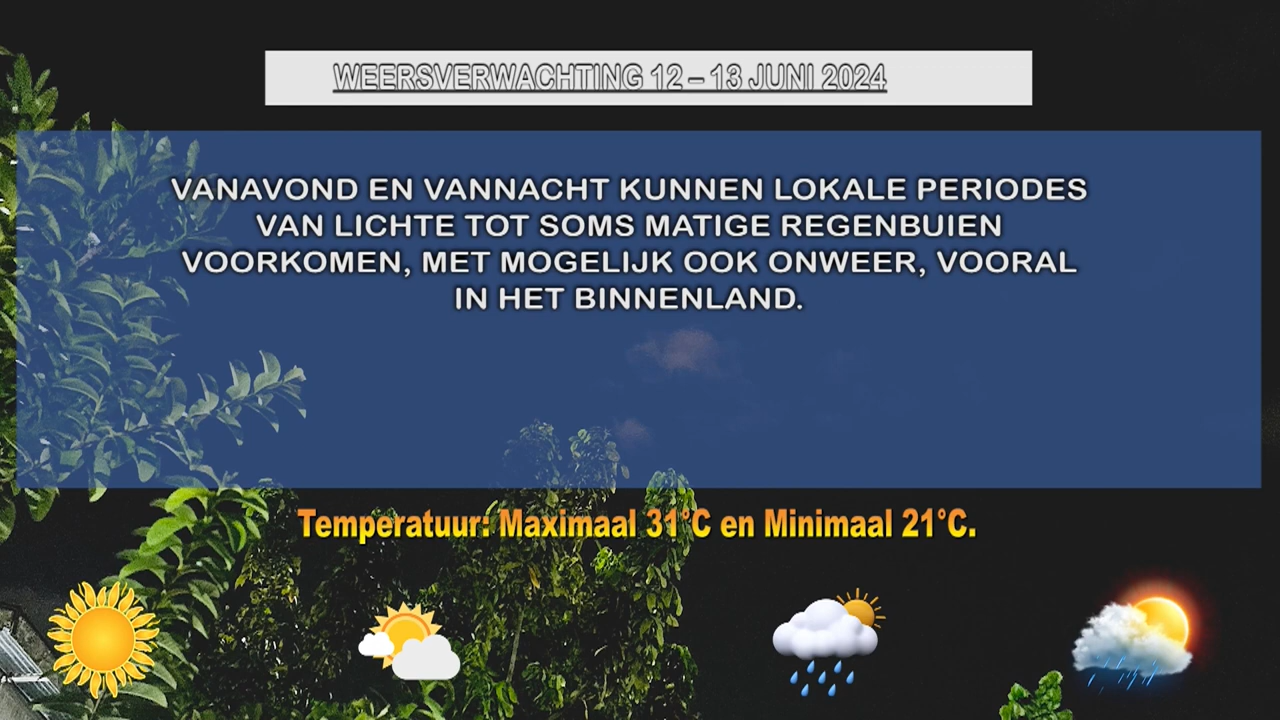 WEERSVERWACHTING 12 – 13 JUNI 2024
VANAVOND EN VANNACHT KUNNEN LOKALE PERIODES
VAN LICHTE TOT SOMS MATIGE REGENBUIEN
VOORKOMEN, MET MOGELIJK OOK ONWEER, VOORAL
IN HET BINNENLAND.
Temperatuur: Maximaal 31°C en Minimaal 21°C.